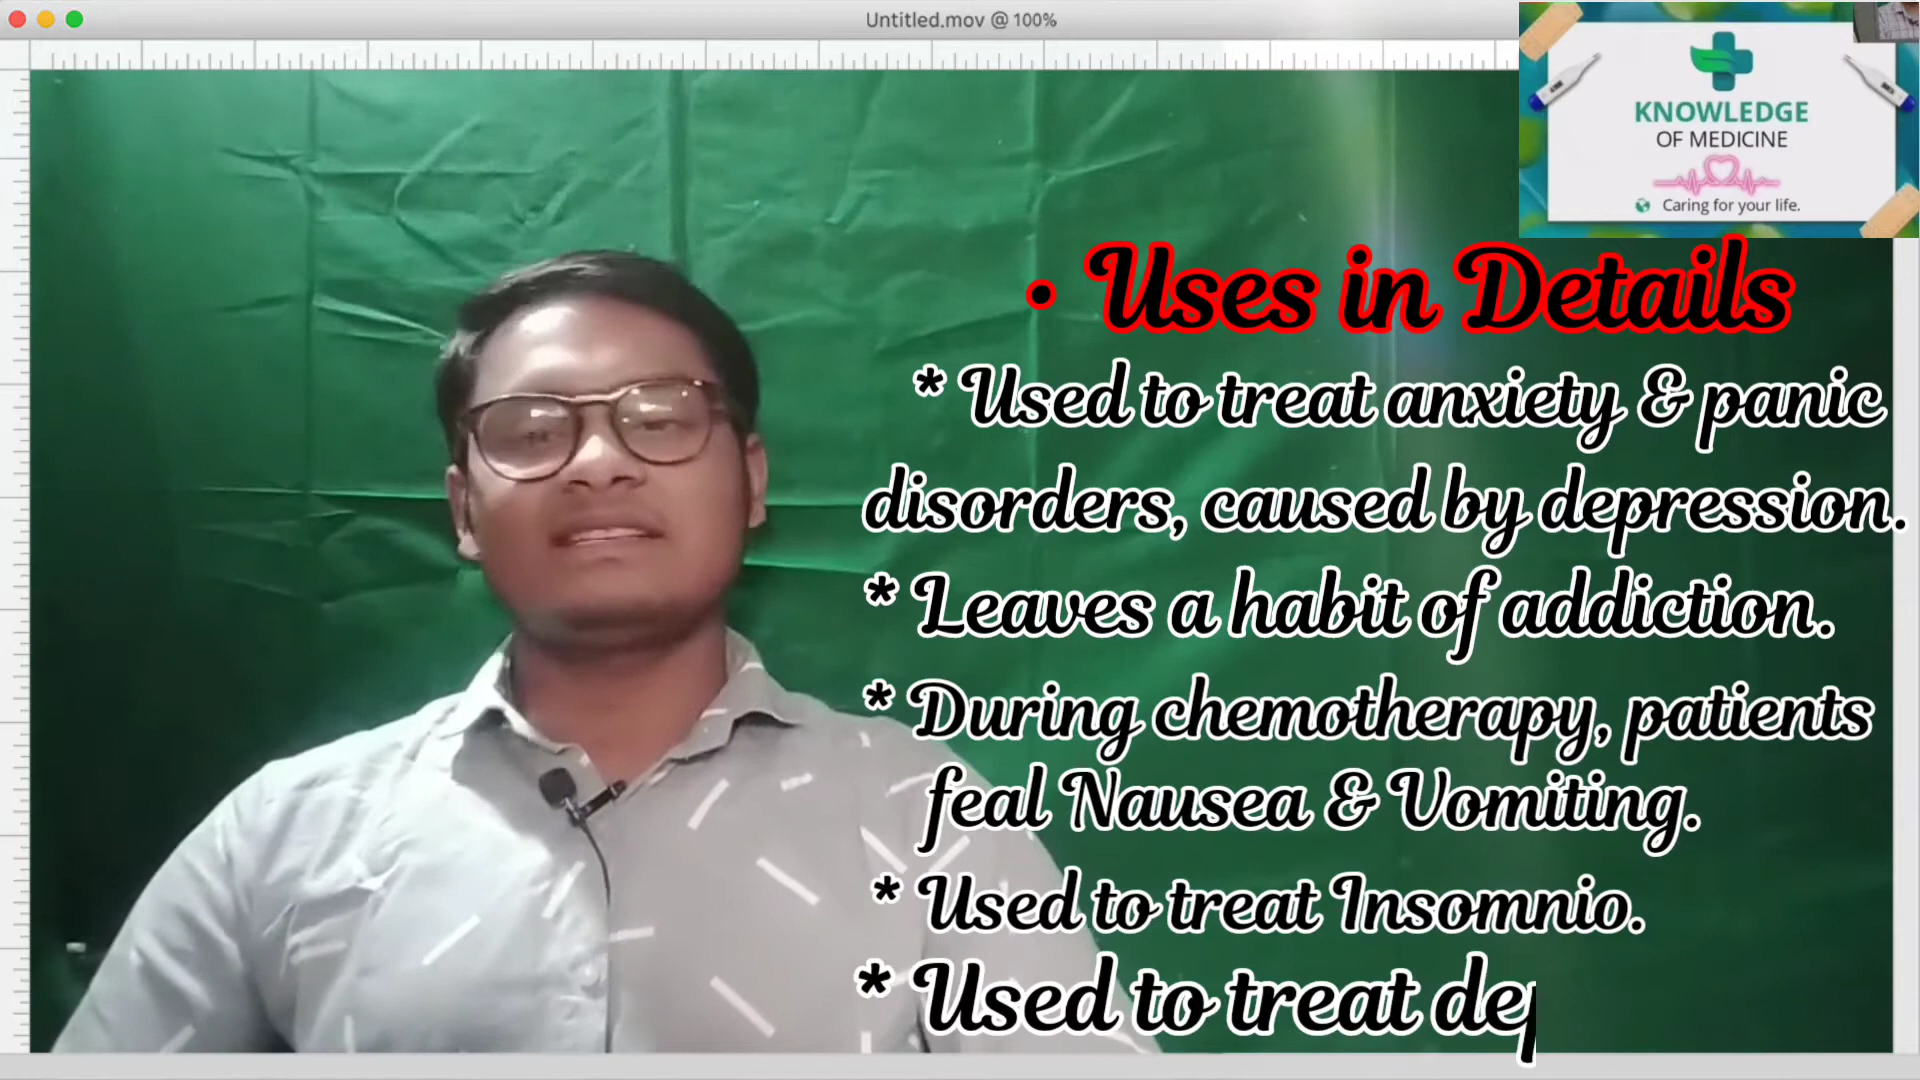 Untitled.mov @ 100%
KNOWLEDGE
OF MEDICINE
Caring for your life.
• Uses in Details
* Used to treat anxiety & panic
disorders, caused by depression.
* Leaves a habit of addiction.
* During chemotherapy, patients
feal Nausea & Vomiting.
* Used to treat Insomnio.
* Used to treat dep